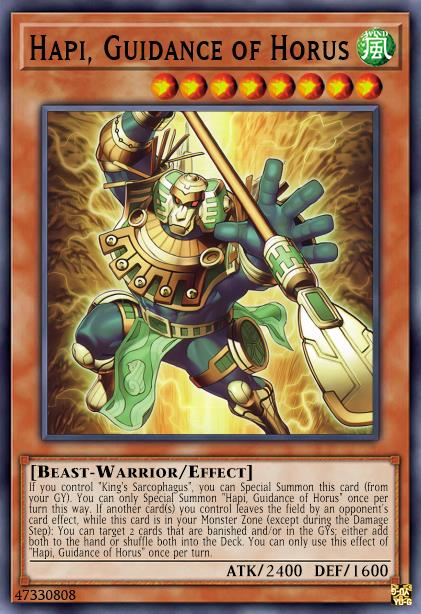 HAPI, GUIDANCE OF HORUS
WIND
風
[BEAST-WARRIOR/EFFECT]
If you control "King's Sarcophagus", you can Special Summon this card (from
your GY). You can only Special Summon "Hapi, Guidance of Horus" once per
turn this way. If another card(s) you control leaves the field by an opponent's
card effect, while this card is in your Monster Zone (except during the Damage
Step): You can target 2 cards that are banished and/or in the GYs; either add
both to the hand or shuffle both into the Deck. You can only use this effect of
"Hapi, Guidance of Horus" once per turn.
ATK/2400 DEF/1600
47330808